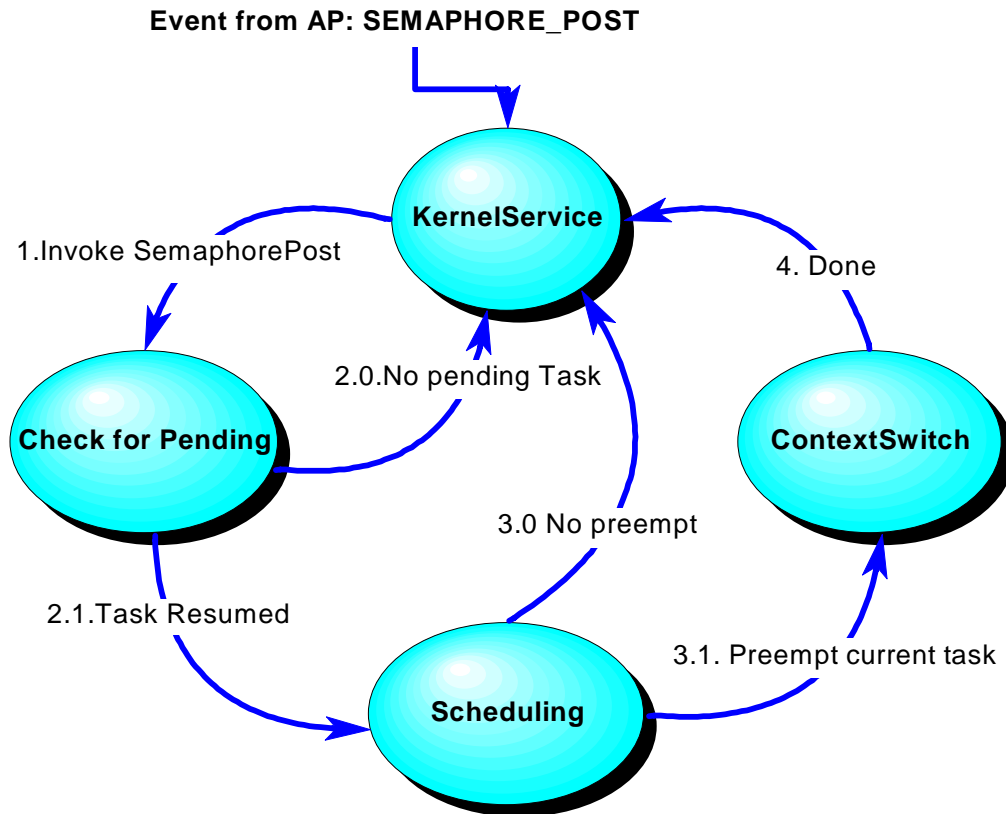 Event from AP: SEMAPHORE_POST
KernelService
1.Invoke SemaphorePost
4. Done
2.0.No pending Task
Check for Pending
ContextSwitch
3.0 No preempt
2.1.Task Resumed
3.1. Preempt current task
Scheduling